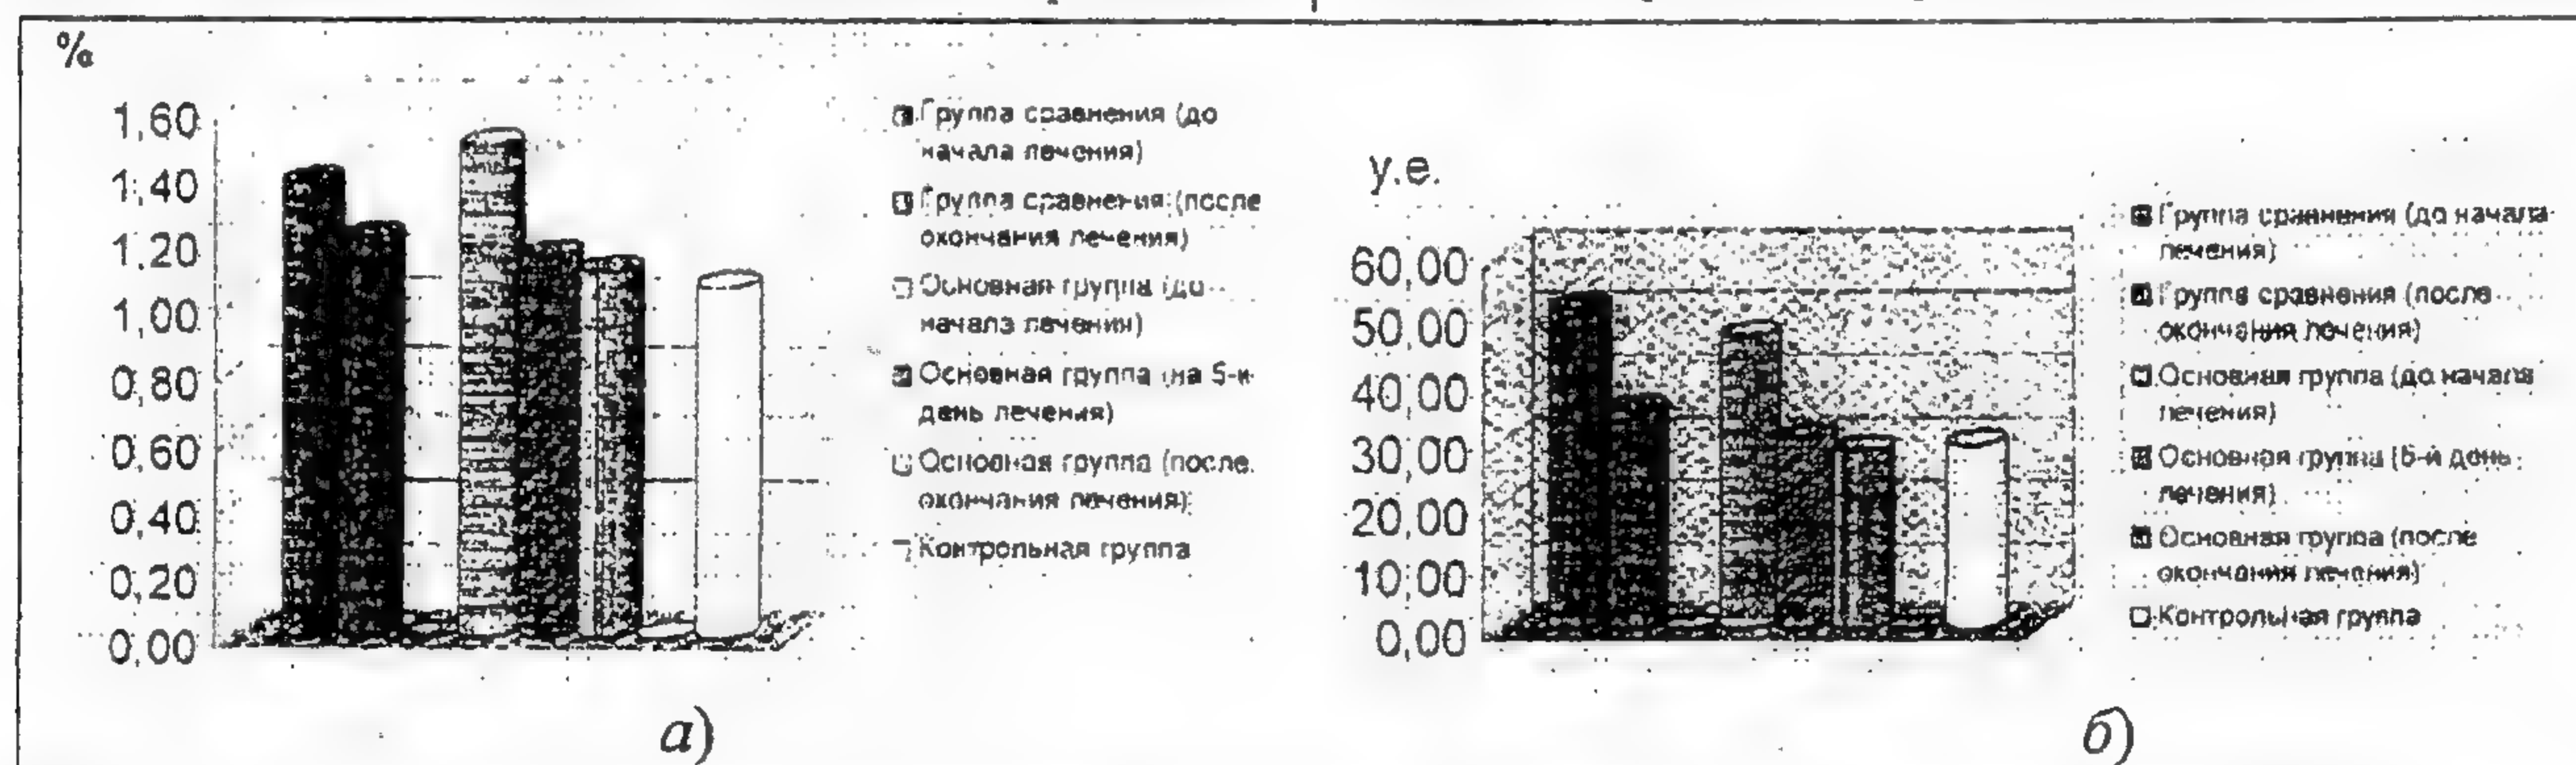 %
1,60
1,40
1,20
1,00
0,80
0,60
0,40
0,20
0,00
Группа сравнения (до
начала лечения)
Группа сравнения (после
окончания лечения)
Основная группа (до
начала лечения)
Основная группа (на 5-й
день лечения)
Основная группа (после
окончания лечения)
Контрольная группа
а)
у.е.
60,00
50,00
40,00
30,00
20,00
10,00
0,00
Группа сравнения (до начала
лечения)
Группа сравнения (после
окончания лечения)
Основная группа (до начала
лечения)
Основная группа (5-й день
лечения)
Основная группа (после
окончания лечения)
Контрольная группа
б)